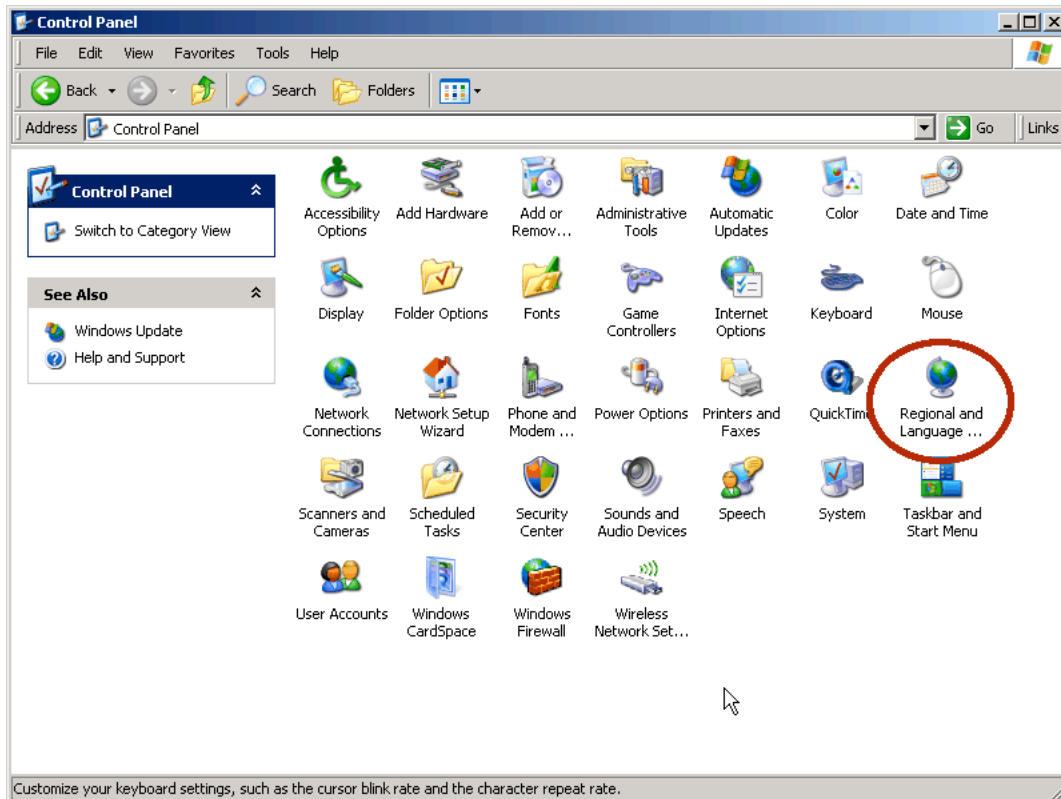 Control Panel
File Edit View Favorites Tools Help
Back Search Folders
Address Control Panel Go Links
Control Panel
Switch to Category View
See Also
Windows Update
Help and Support
Accessibility Options
Add Hardware
Add or Remov...
Administrative Tools
Automatic Updates
Color
Date and Time
Display
Folder Options
Fonts
Game Controllers
Internet Options
Keyboard
Mouse
Network Connections
Network Setup Wizard
Phone and Modem ...
Power Options
Printers and Faxes
QuickTime
Regional and Language ...
Scanners and Cameras
Scheduled Tasks
Security Center
Sounds and Audio Devices
Speech
System
Taskbar and Start Menu
User Accounts
Windows CardSpace
Windows Firewall
Wireless Network Set...
Customize your keyboard settings, such as the cursor blink rate and the character repeat rate.